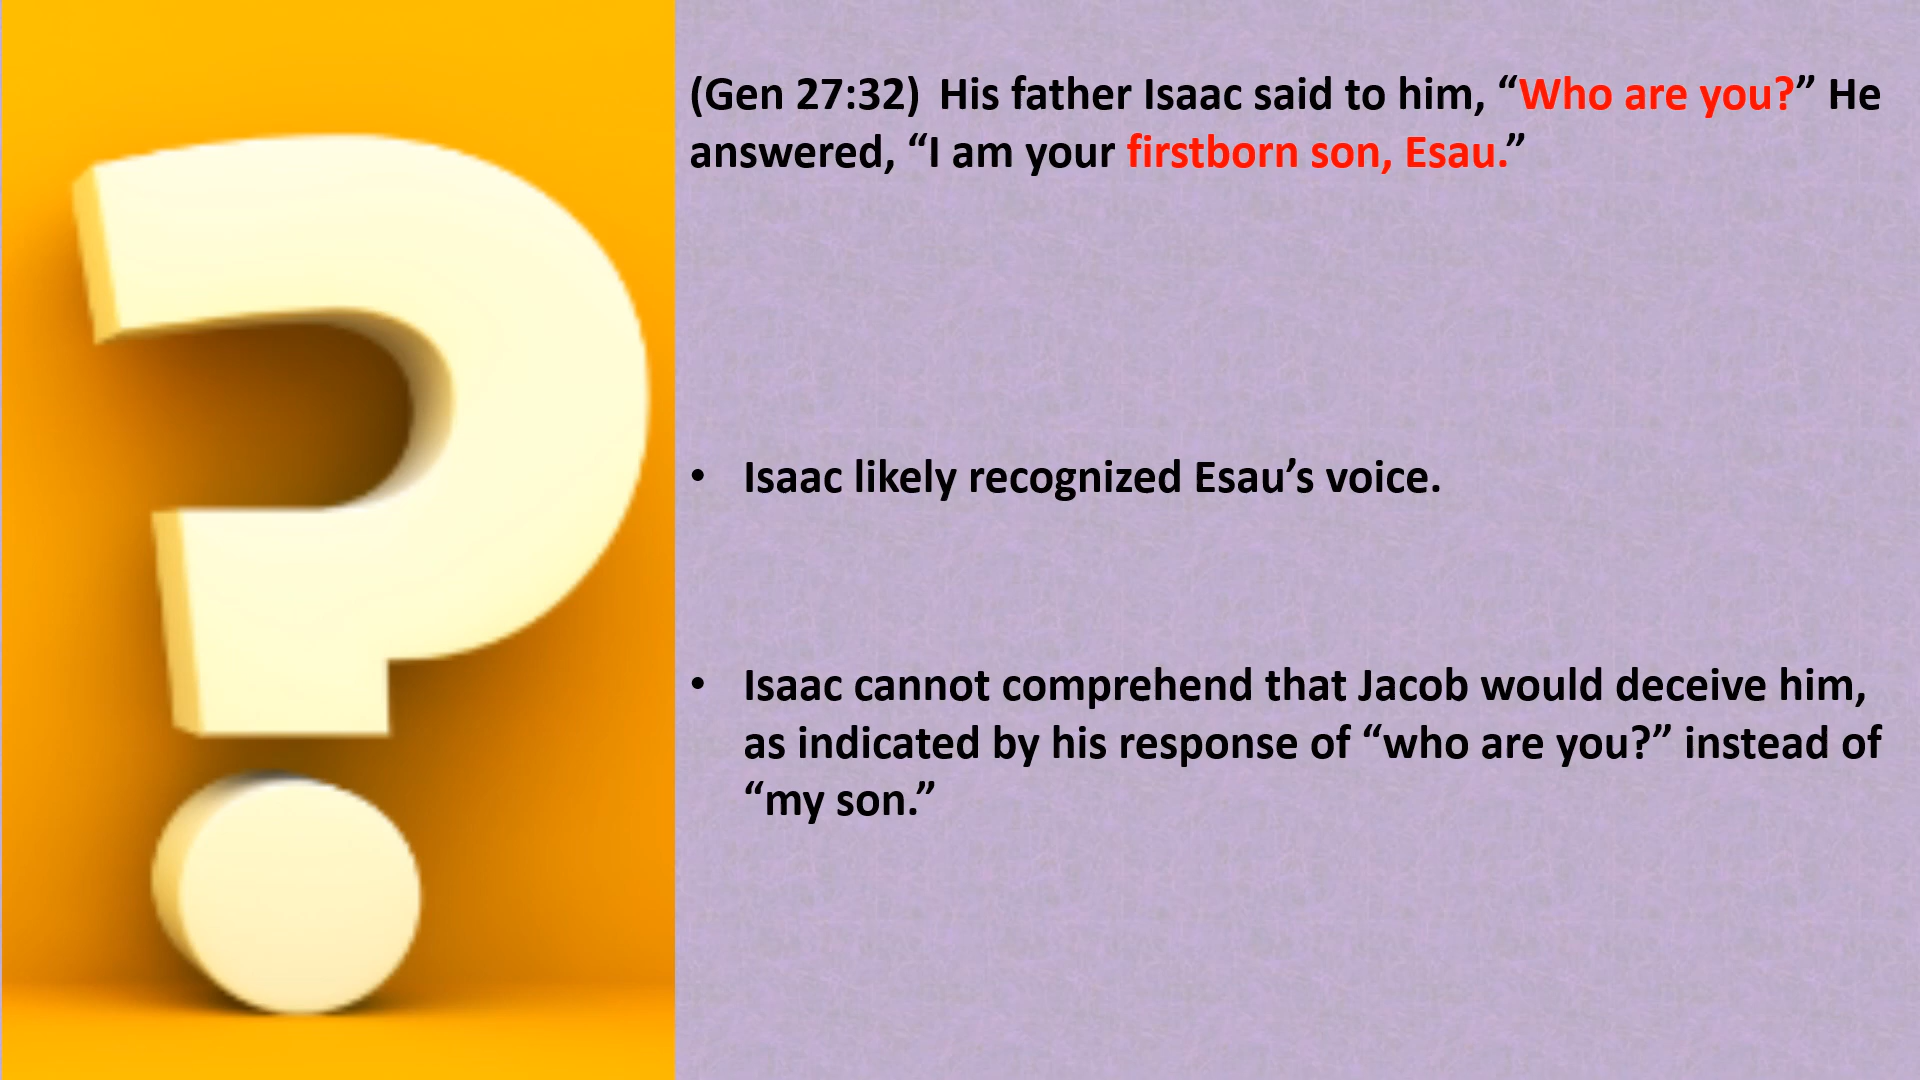 (Gen 27:32)  His father Isaac said to him, “Who are you?” He
answered, “I am your firstborn son, Esau.”
• Isaac likely recognized Esau’s voice.
• Isaac cannot comprehend that Jacob would deceive him,
as indicated by his response of “who are you?” instead of
“my son.”